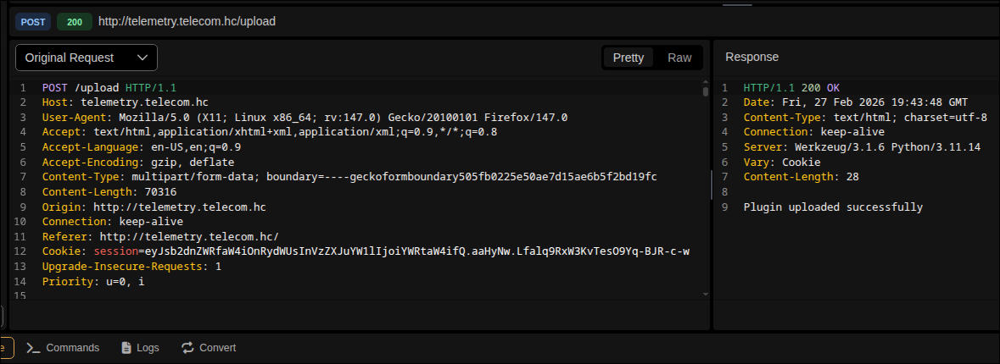 POST 200 http://telemetry.telecom.hc/upload
Original Request
Pretty Raw
1 POST /upload HTTP/1.1
2 Host: telemetry.telecom.hc
3 User-Agent: Mozilla/5.0 (X11; Linux x86_64; rv:147.0) Gecko/20100101 Firefox/147.0
4 Accept: text/html,application/xhtml+xml,application/xml;q=0.9,*/*;q=0.8
5 Accept-Language: en-US,en;q=0.9
6 Accept-Encoding: gzip, deflate
7 Content-Type: multipart/form-data; boundary=----geckoformboundary505fb0225e50ae7d15ae6b5f2bd19fc
8 Content-Length: 70316
9 Origin: http://telemetry.telecom.hc
10 Connection: keep-alive
11 Referer: http://telemetry.telecom.hc/
12 Cookie: session=eyJsb2dnZWRfaW4iOnRydWUsInVzZXJuYW1lIjoiYWRtaW4ifQ.aaHyNw.Lfalq9RxW3KvTesO9Yq-BJR-c-w
13 Upgrade-Insecure-Requests: 1
14 Priority: u=0, i
15
Response
1 HTTP/1.1 200 OK
2 Date: Fri, 27 Feb 2026 19:43:48 GMT
3 Content-Type: text/html; charset=utf-8
4 Connection: keep-alive
5 Server: Werkzeug/3.1.6 Python/3.11.14
6 Vary: Cookie
7 Content-Length: 28
8
9 Plugin uploaded successfully
e Commands Logs Convert